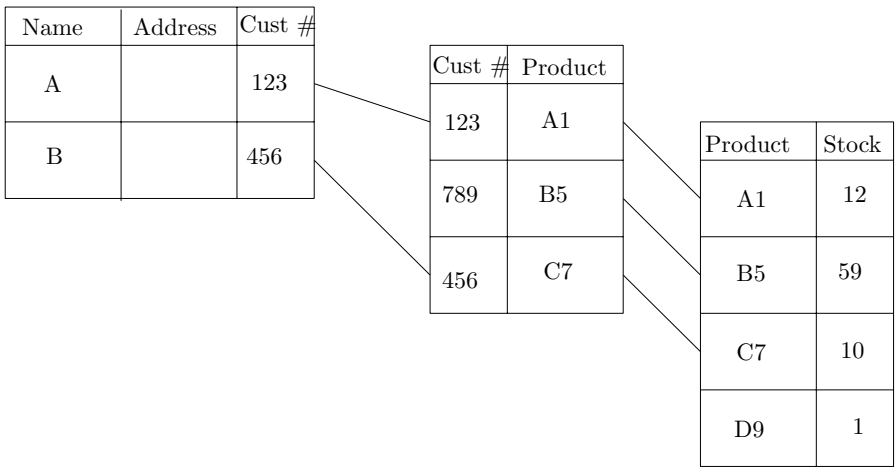 Name Address Cust #
A 123
B 456
Cust # Product
123 A1
789 B5
456 C7
Product Stock
A1 12
B5 59
C7 10
D9 1